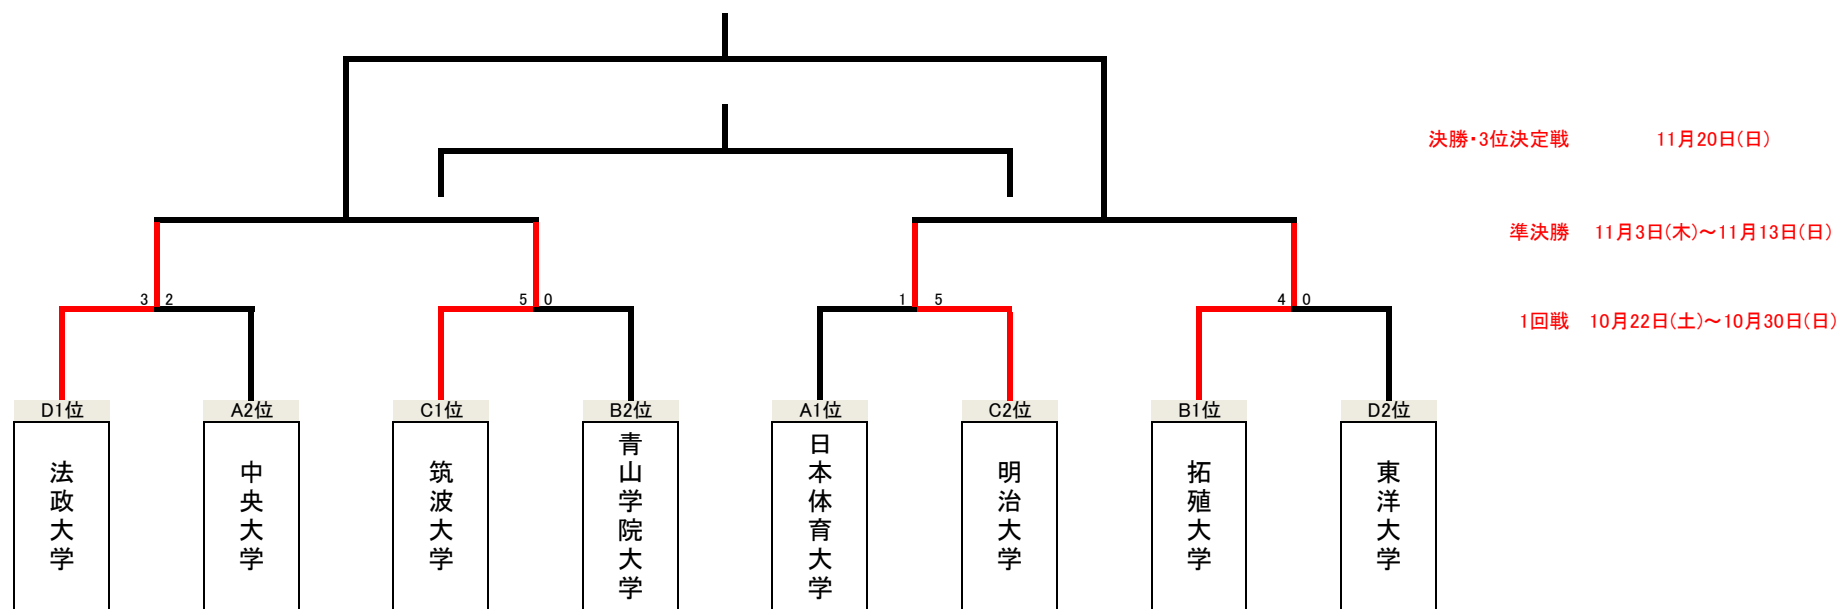 決勝・3位決定戦 11月20日(日)
準決勝 11月3日(木)～11月13日(日)
3 2 5 0 1 5 4 0
1回戦 10月22日(土)～10月30日(日)
D1位 A2位 C1位 B2位 A1位 C2位 B1位 D2位
法政大学
中央大学
筑波大学
青山学院大学
日本体育大学
明治大学
拓殖大学
東洋大学